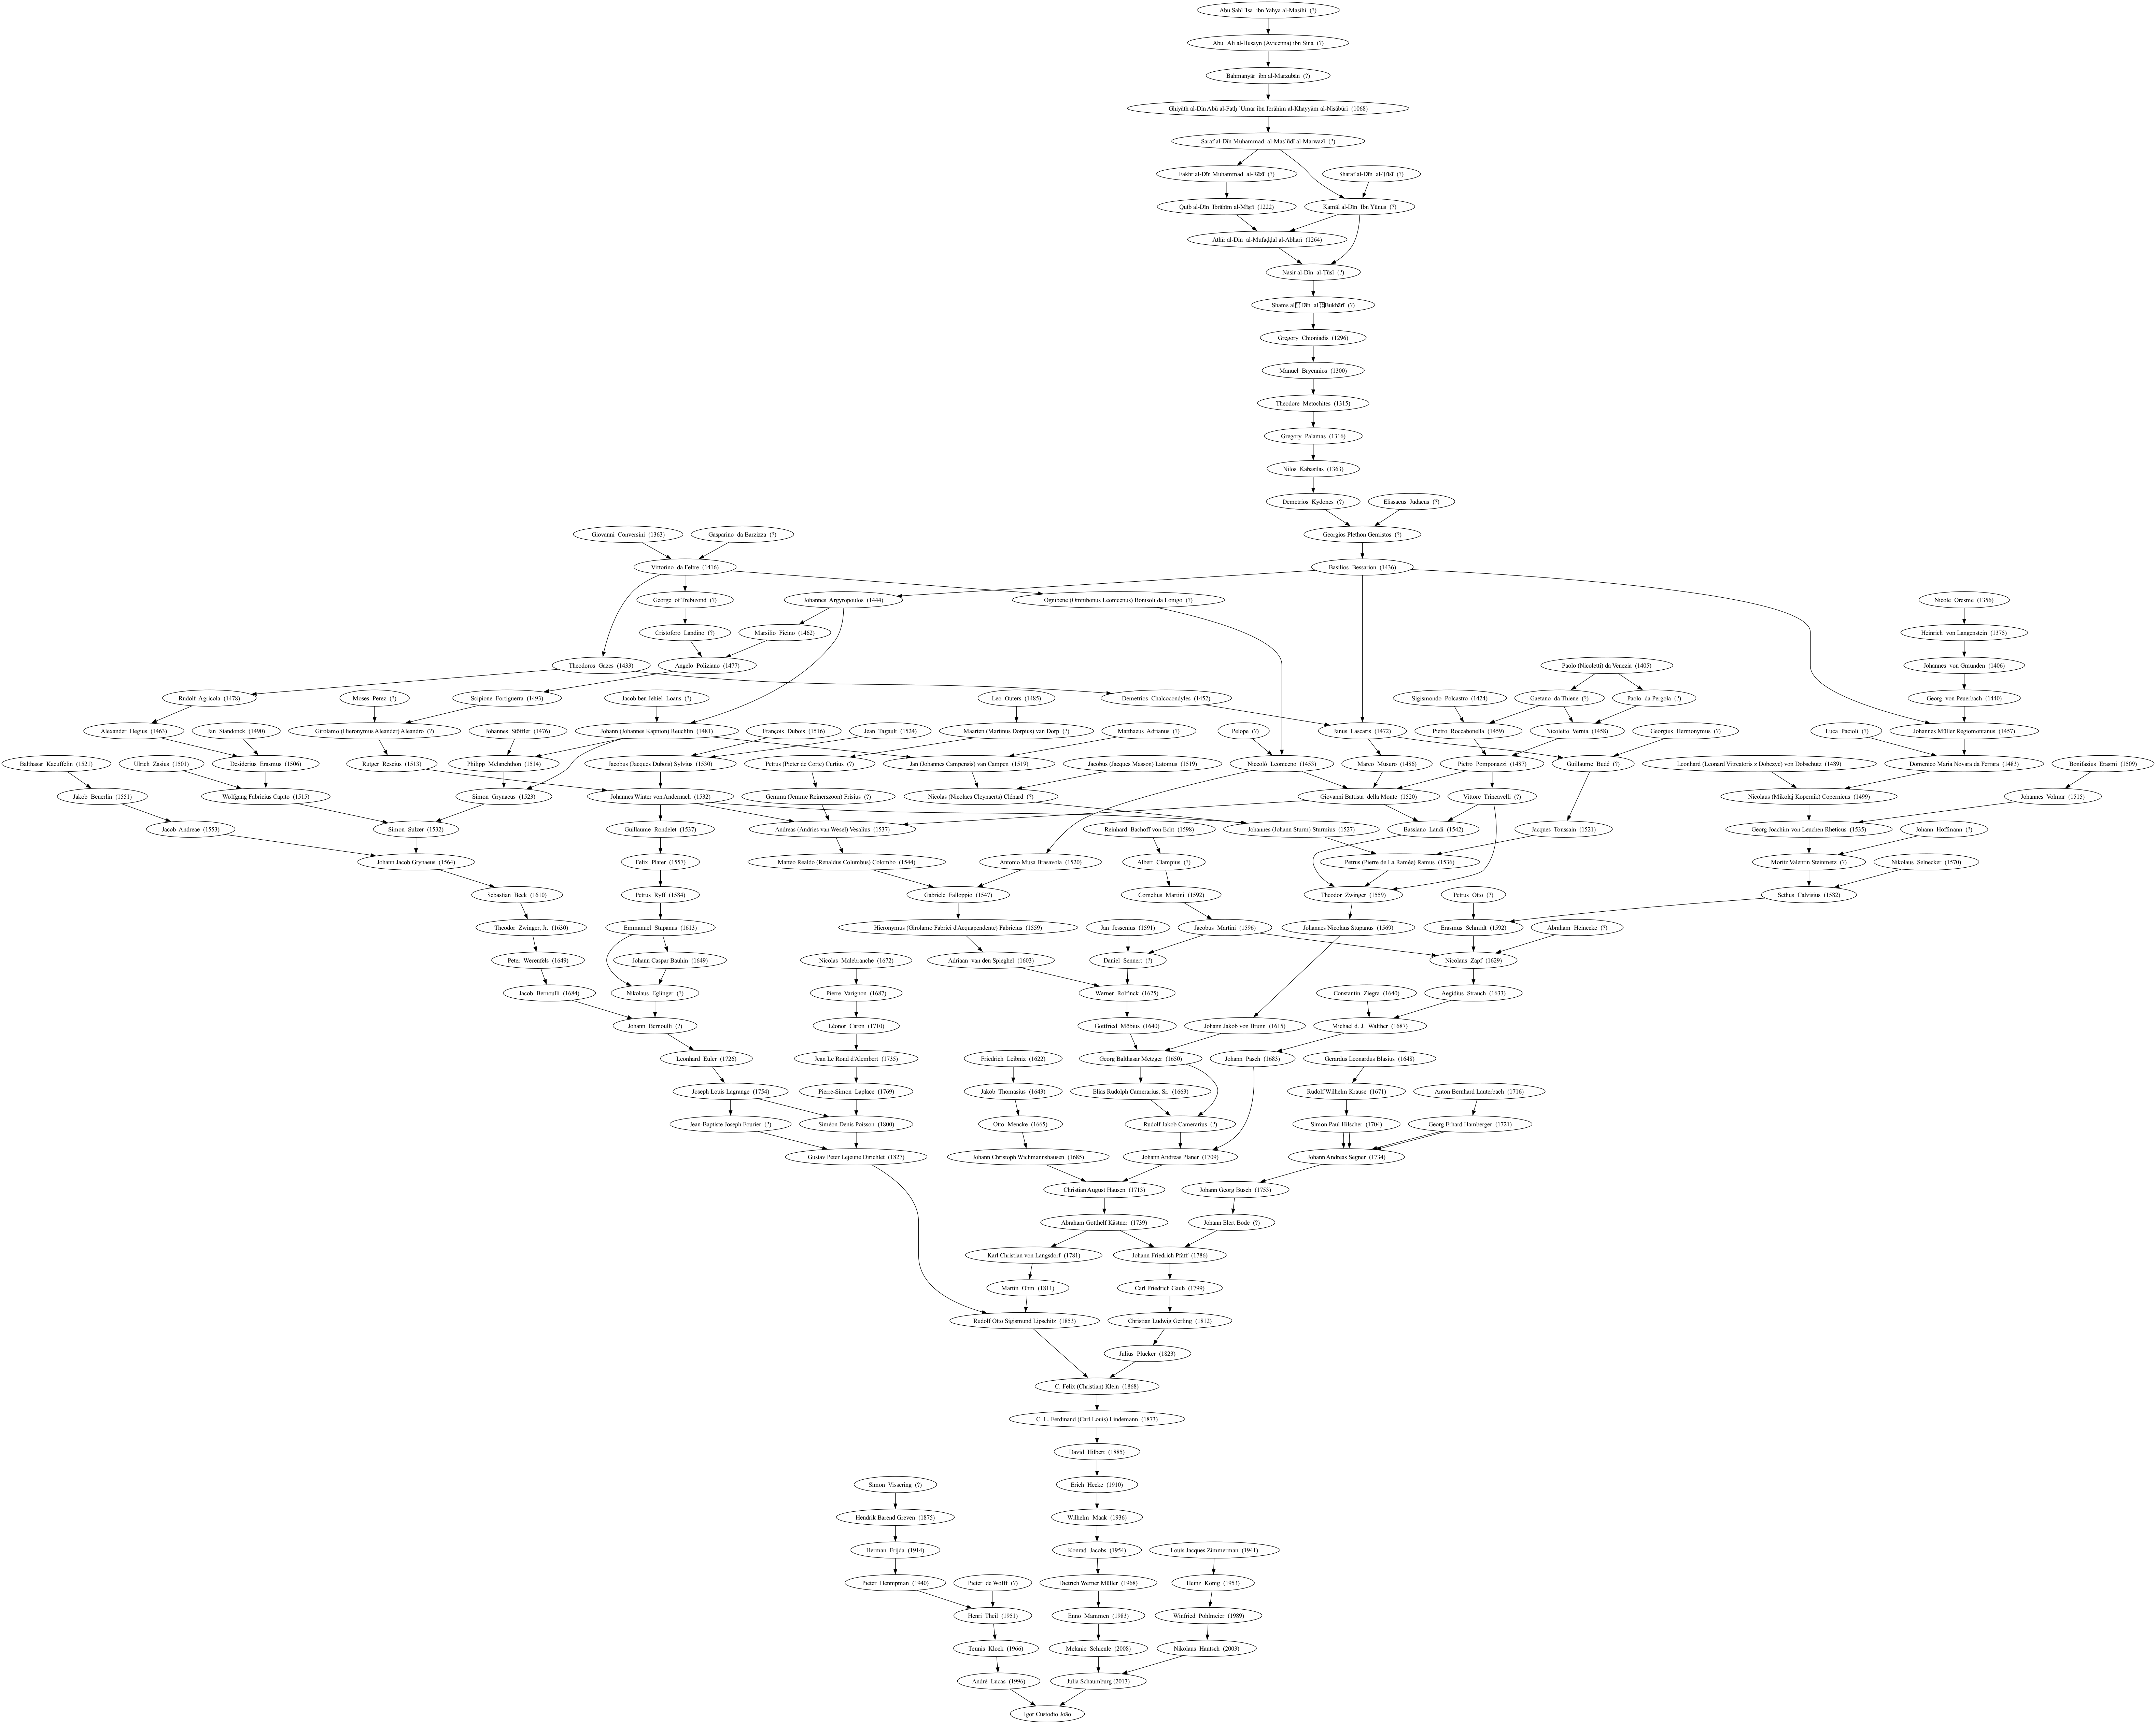 Abu Sahl 'Isa ibn Yahya al-Masihi (?)
Abu ʿAli al-Husayn (Avicenna) ibn Sina (?)
Bahmanyār ibn al-Marzubān (?)
Ghiyāth al-Dīn Abū al-Fatḥ ʿUmar ibn Ibrāhīm al-Khayyām al-Nīsābūrī (1068)
Saraf al-Dīn Muhammad al-Masʿūdī al-Marwazī (?)
Fakhr al-Dīn Muhammad al-Rēzī (?)
Sharaf al-Dīn al-Ṭūsī (?)
Qutb al-Dīn Ibrāhīm al-Mīṣrī (1222)
Kamāl al-Dīn Ibn Yūnus (?)
Athīr al-Dīn al-Mufaḍḍal al-Abharī (1264)
Nasir al-Dīn al-Ṭūsī (?)
Shams al Dīn al Bukhārī (?)
Gregory Chioniadis (1296)
Manuel Bryennios (1300)
Theodore Metochites (1315)
Gregory Palamas (1316)
Nilos Kabasilas (1363)
Demetrios Kydones (?)
Elissaeus Judaeus (?)
Giovanni Conversini (1363)
Gasparino da Barzizza (?)
Georgios Plethon Gemistos (?)
Vittorino da Feltre (1416)
Basilios Bessarion (1436)
George of Trebizond (?)
Johannes Argyropoulos (1444)
Ognibene (Omnibonus Leonicenus) Bonisoli da Lonigo (?)
Nicole Oresme (1356)
Cristoforo Landino (?)
Marsilio Ficino (1462)
Heinrich von Langenstein (1375)
Theodoros Gazes (1433)
Angelo Poliziano (1477)
Paolo (Nicoletti) da Venezia (1405)
Johannes von Gmunden (1406)
Rudolf Agricola (1478)
Moses Perez (?)
Scipione Fortiguerra (1493)
Jacob ben Jehiel Loans (?)
Leo Outers (1485)
Demetrios Chalcocondyles (1452)
Sigismondo Polcastro (1424)
Gaetano da Thiene (?)
Paolo da Pergola (?)
Georg von Peuerbach (1440)
Alexander Hegius (1463)
Jan Standonck (1490)
Girolamo (Hieronymus Aleander) Aleandro (?)
Johannes Stöffler (1476)
Johann (Johannes Kapnion) Reuchlin (1481)
François Dubois (1516)
Jean Tagault (1524)
Maarten (Martinus Dorpius) van Dorp (?)
Matthaeus Adrianus (?)
Pelope (?)
Janus Lascaris (1472)
Pietro Roccabonella (1459)
Nicoletto Vernia (1458)
Georgius Hermonymus (?)
Luca Pacioli (?)
Johannes Müller Regiomontanus (1457)
Balthasar Kaeuffelin (1521)
Ulrich Zasius (1501)
Desiderius Erasmus (1506)
Rutger Rescius (1513)
Philipp Melanchthon (1514)
Jacobus (Jacques Dubois) Sylvius (1530)
Petrus (Pieter de Corte) Curtius (?)
Jan (Johannes Campensis) van Campen (1519)
Jacobus (Jacques Masson) Latomus (1519)
Niccolò Leoniceno (1453)
Marco Musuro (1486)
Pietro Pomponazzi (1487)
Guillaume Budé (?)
Leonhard (Leonard Vitreatoris z Dobczyc) von Dobschütz (1489)
Domenico Maria Novara da Ferrara (1483)
Bonifazius Erasmi (1509)
Jakob Beuerlin (1551)
Wolfgang Fabricius Capito (1515)
Simon Grynaeus (1523)
Johannes Winter von Andernach (1532)
Gemma (Jemme Reinerszoon) Frisius (?)
Nicolas (Nicolaes Cleynaerts) Clénard (?)
Giovanni Battista della Monte (1520)
Vittore Trincavelli (?)
Nicolaus (Mikołaj Kopernik) Copernicus (1499)
Johannes Volmar (1515)
Jacob Andreae (1553)
Simon Sulzer (1532)
Guillaume Rondelet (1537)
Andreas (Andries van Wesel) Vesalius (1537)
Reinhard Bachoff von Echt (1598)
Johannes (Johann Sturm) Sturmius (1527)
Bassiano Landi (1542)
Jacques Toussain (1521)
Georg Joachim von Leuchen Rheticus (1535)
Johann Hoffmann (?)
Johann Jacob Grynaeus (1564)
Felix Plater (1557)
Matteo Realdo (Renaldus Columbus) Colombo (1544)
Antonio Musa Brasavola (1520)
Albert Clampius (?)
Petrus (Pierre de La Ramée) Ramus (1536)
Moritz Valentin Steinmetz (?)
Nikolaus Selnecker (1570)
Sebastian Beck (1610)
Petrus Ryff (1584)
Gabriele Falloppio (1547)
Cornelius Martini (1592)
Theodor Zwinger (1559)
Petrus Otto (?)
Sethus Calvisius (1582)
Theodor Zwinger, Jr. (1630)
Emmanuel Stupanus (1613)
Hieronymus (Girolamo Fabrici d'Acquapendente) Fabricius (1559)
Jan Jessenius (1591)
Jacobus Martini (1596)
Johannes Nicolaus Stupanus (1569)
Erasmus Schmidt (1592)
Abraham Heinecke (?)
Peter Werenfels (1649)
Johann Caspar Bauhin (1649)
Nicolas Malebranche (1672)
Adriaan van den Spieghel (1603)
Daniel Sennert (?)
Nicolaus Zapf (1629)
Jacob Bernoulli (1684)
Nikolaus Eglinger (?)
Pierre Varignon (1687)
Werner Rolfinck (1625)
Constantin Ziegra (1640)
Aegidius Strauch (1633)
Johann Bernoulli (?)
Léonor Caron (1710)
Gottfried Möbius (1640)
Johann Jakob von Brunn (1615)
Michael d. J. Walther (1687)
Leonhard Euler (1726)
Jean Le Rond d'Alembert (1735)
Friedrich Leibniz (1622)
Georg Balthasar Metzger (1650)
Johann Pasch (1683)
Gerardus Leonardus Blasius (1648)
Joseph Louis Lagrange (1754)
Pierre-Simon Laplace (1769)
Jakob Thomasius (1643)
Elias Rudolph Camerarius, Sr. (1663)
Rudolf Wilhelm Krause (1671)
Anton Bernhard Lauterbach (1716)
Jean-Baptiste Joseph Fourier (?)
Siméon Denis Poisson (1800)
Otto Mencke (1665)
Rudolf Jakob Camerarius (?)
Simon Paul Hilscher (1704)
Georg Erhard Hamberger (1721)
Gustav Peter Lejeune Dirichlet (1827)
Johann Christoph Wichmannshausen (1685)
Johann Andreas Planer (1709)
Johann Andreas Segner (1734)
Christian August Hausen (1713)
Johann Georg Büsch (1753)
Abraham Gotthelf Kästner (1739)
Johann Elert Bode (?)
Karl Christian von Langsdorf (1781)
Johann Friedrich Pfaff (1786)
Martin Ohm (1811)
Carl Friedrich Gauß (1799)
Rudolf Otto Sigismund Lipschitz (1853)
Christian Ludwig Gerling (1812)
Julius Plücker (1823)
C. Felix (Christian) Klein (1868)
C. L. Ferdinand (Carl Louis) Lindemann (1873)
David Hilbert (1885)
Simon Vissering (?)
Erich Hecke (1910)
Hendrik Barend Greven (1875)
Wilhelm Maak (1936)
Herman Frijda (1914)
Konrad Jacobs (1954)
Louis Jacques Zimmerman (1941)
Pieter Hennipman (1940)
Pieter de Wolff (?)
Dietrich Werner Müller (1968)
Heinz König (1953)
Henri Theil (1951)
Enno Mammen (1983)
Winfried Pohlmeier (1989)
Teunis Kloek (1966)
Melanie Schienle (2008)
Nikolaus Hautsch (2003)
André Lucas (1996)
Julia Schaumburg (2013)
Igor Custodio João